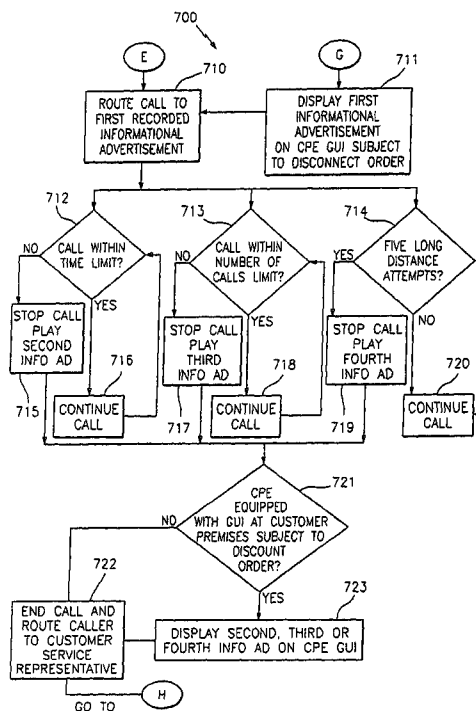 700
E
G
710
711
ROUTE CALL TO
FIRST RECORDED
INFORMATIONAL
ADVERTISEMENT
DISPLAY FIRST
INFORMATIONAL
ADVERTISEMENT
ON CPE GUI SUBJECT
TO DISCONNECT ORDER
712
CALL WITHIN
TIME LIMIT?
NO
YES
713
CALL WITHIN
NUMBER OF
CALLS LIMIT?
NO
YES
714
FIVE LONG
DISTANCE
ATTEMPTS?
YES
NO
STOP CALL
PLAY
SECOND
INFO AD
715
716
CONTINUE
CALL
STOP CALL
PLAY
THIRD
INFO AD
717
718
CONTINUE
CALL
STOP CALL
PLAY
FOURTH
INFO AD
719
720
CONTINUE
CALL
721
CPE
EQUIPPED
WITH GUI AT CUSTOMER
PREMISES SUBJECT TO
DISCOUNT
ORDER?
NO
YES
722
END CALL AND
ROUTE CALLER
TO CUSTOMER
SERVICE
REPRESENTATIVE
723
DISPLAY SECOND, THIRD OR
FOURTH INFO AD ON CPE GUI
GO TO
H